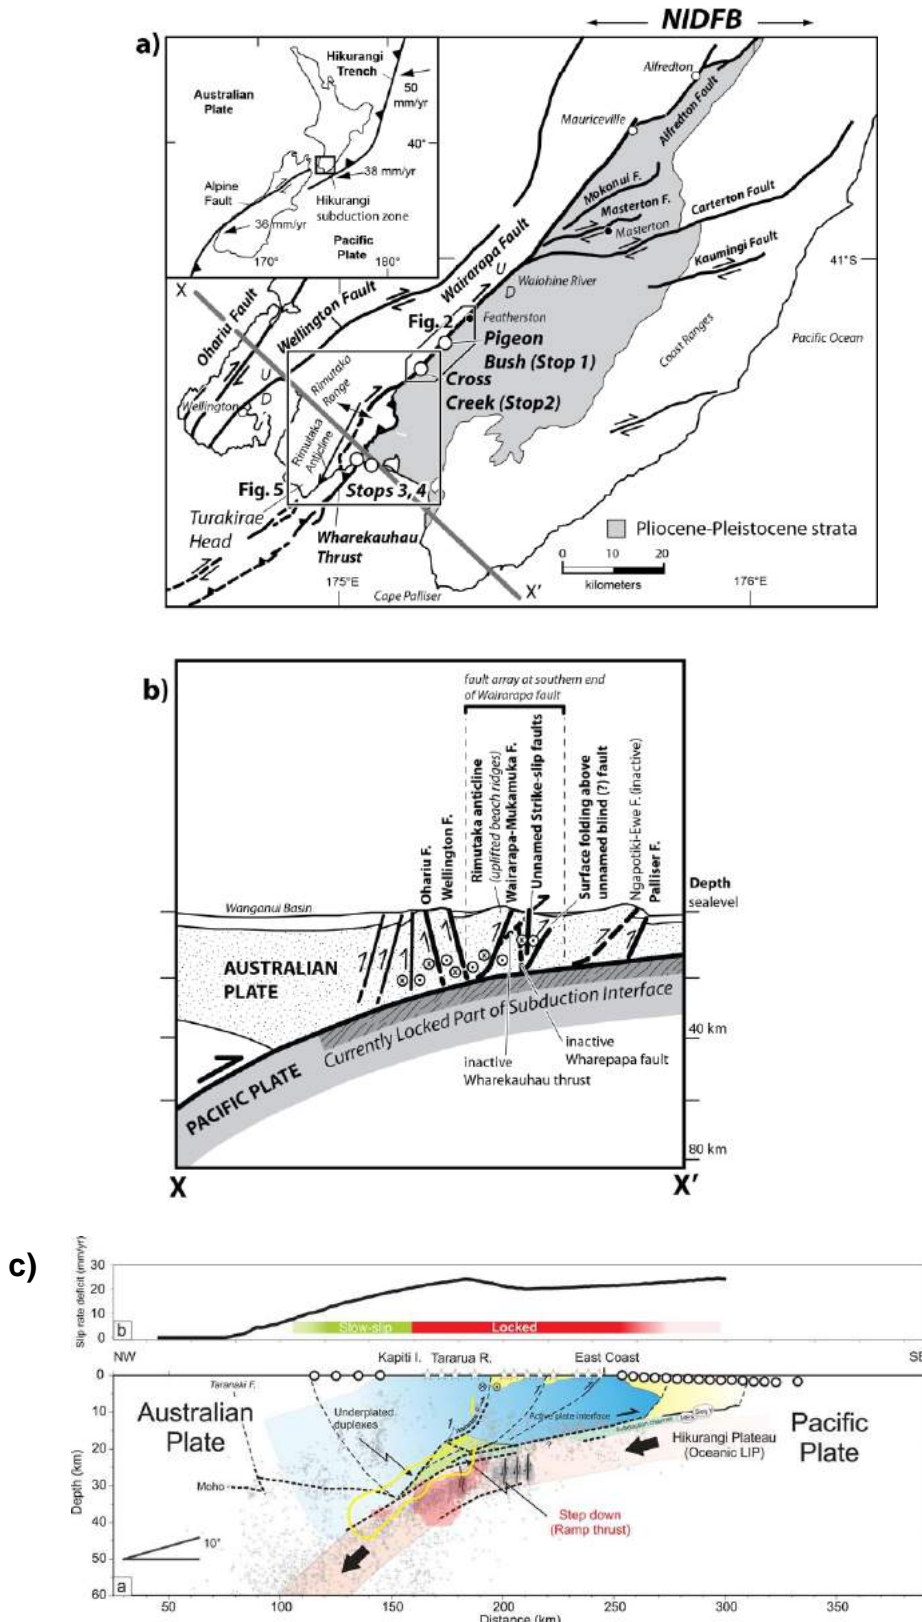 NIDFB
a)
Hikurangi
Trench
Australian
Plate
50
mm/yr
40°
38 mm/yr
Alpine
Fault
Hikurangi
subduction zone
36 mm/yr
Pacific
Plate
170°
180°
Alfredton
Alfredton Fault
Mauriceville
Mokonui F.
Masterton F.
Masterton
Carterton Fault
Kaumingi Fault
41°S
Wairarapa Fault
U
D
Waiohine River
X
Ohariu Fault
Wellington Fault
Fig. 2
Featherston
Pigeon
Bush (Stop 1)
Coast Ranges
Pacific Ocean
Cross
Creek (Stop2)
U
D
Wellington
Rimutaka
Range
Rimutaka
Anticline
Fig. 5
Stops 3, 4
Turakirae
Head
Wharekauhau
Thrust
Pliocene-Pleistocene strata
0 10 20
kilometers
175°E
Cape Palliser
X'
176°E
b)
fault array at southern end
of Wairarapa fault
Ohariu F.
Wellington F.
Rimutaka anticline
(uplifted beach ridges)
Wairarapa-Mukamuka F.
Unnamed Strike-slip faults
Surface folding above
unnamed blind (?) fault
Ngapotiki-Ewe F. (inactive)
Palliser F.
Depth
sealevel
Wanganui Basin
AUSTRALIAN
PLATE
Currently Locked Part of Subduction Interface
40 km
inactive
Wharepapa fault
inactive
Wharekauhau thrust
PACIFIC PLATE
80 km
X
X'
c)
Slip rate deficit (mm/yr)
30
20
10
0
b
Slow-slip
Locked
NW
Kapiti I.
Tararua R.
East Coast
SE
0
10
20
30
40
50
60
Depth (km)
Taranaki F.
Australian
Plate
Underplated
duplexes
Active plate interface
Hikurangi Plateau
(Oceanic LIP)
Pacific
Plate
Moho
Step down
(Ramp thrust)
10°
a
50 100 150 200 250 300 350
Distance (km)